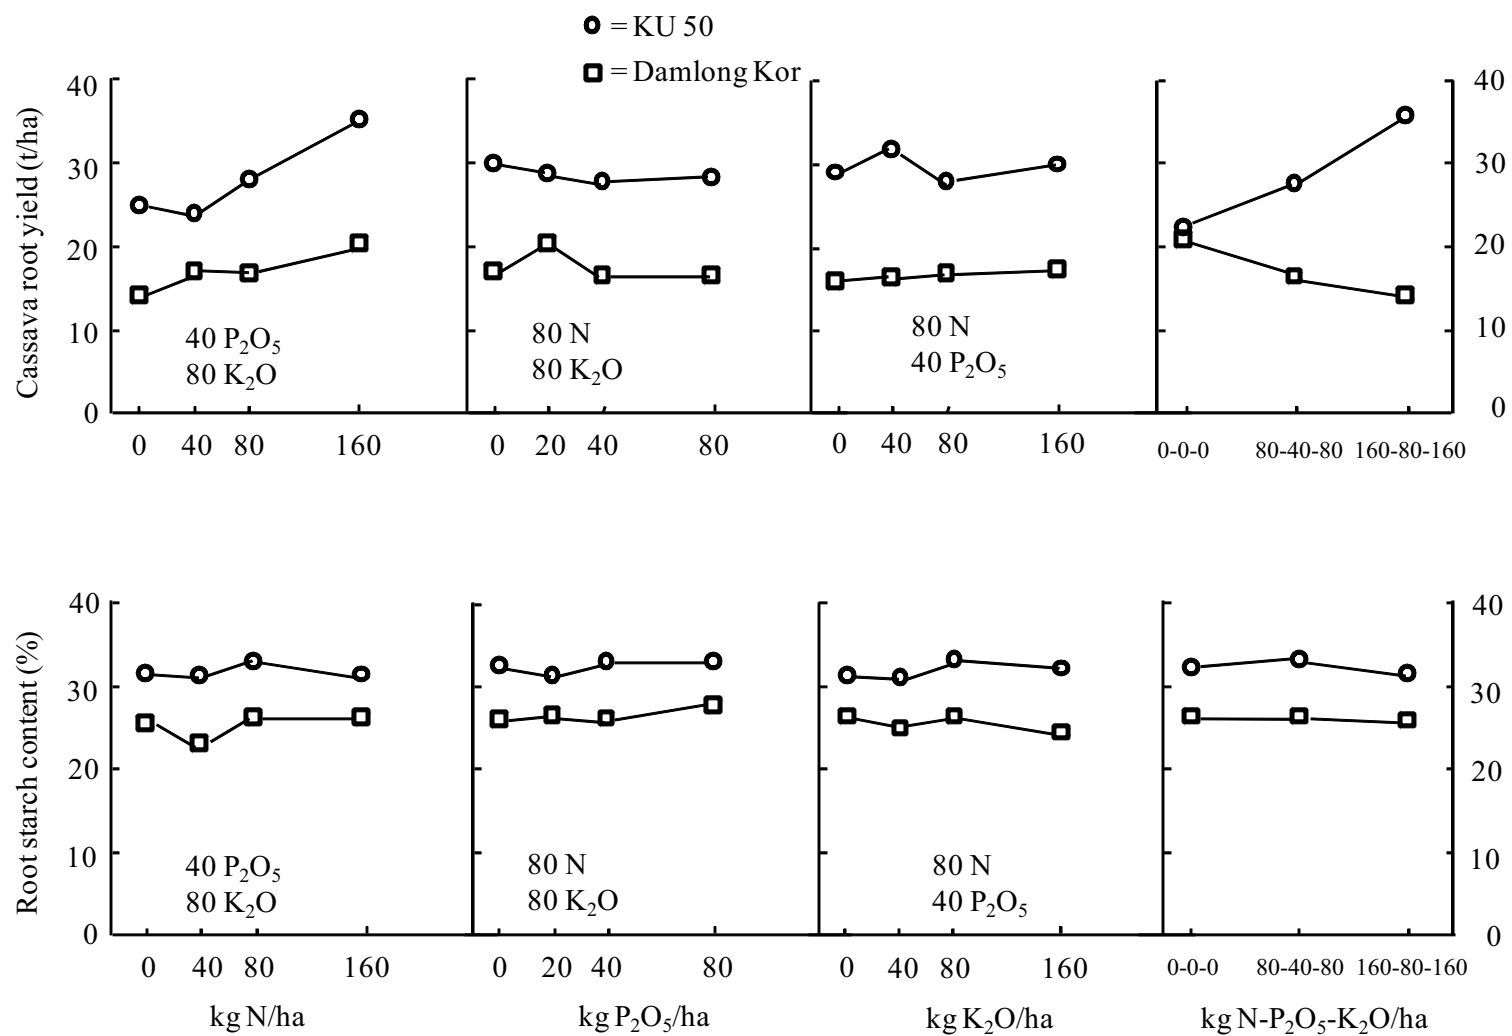 = KU 50
= Damlong Kor
Cassava root yield (t/ha)
40
30
20
10
0
40 P₂O₅
80 K₂O
80 N
80 K₂O
80 N
40 P₂O₅
40
30
20
10
0
0 40 80 160
0 20 40 80
0 40 80 160
0-0-0 80-40-80 160-80-160
Root starch content (%)
40
30
20
10
0
40 P₂O₅
80 K₂O
80 N
80 K₂O
80 N
40 P₂O₅
40
30
20
10
0
0 40 80 160
0 20 40 80
0 40 80 160
0-0-0 80-40-80 160-80-160
kg N/ha
kg P₂O₅/ha
kg K₂O/ha
kg N-P₂O₅-K₂O/ha